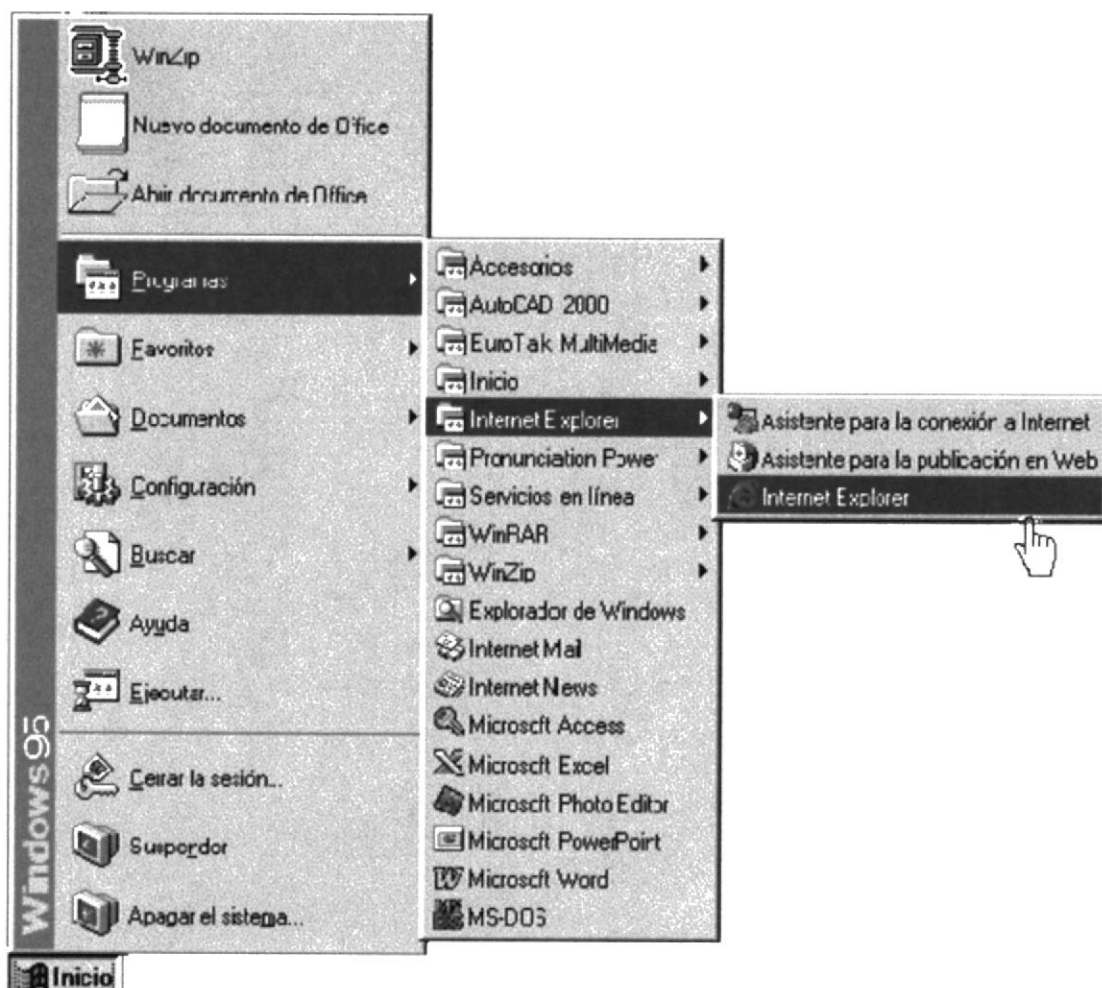 WinZip
Nuevo documento de Office
Abrir documento de Office
Programas
Favoritos
Documentos
Configuración
Buscar
Ayuda
Ejecutar...
Cerrar la sesión...
Suspender
Apagar el sistema...
Windows 95
Inicio
Accesorios
AutoCAD 2000
EuroTalk MultiMedia
Inicio
Internet Explorer
Pronunciation Power
Servicios en línea
WinRAR
WinZip
Explorador de Windows
Internet Mail
Internet News
Microsoft Access
Microsoft Excel
Microsoft Photo Editor
Microsoft PowerPoint
Microsoft Word
MS-DOS
Asistente para la conexión a Internet
Asistente para la publicación en Web
Internet Explorer